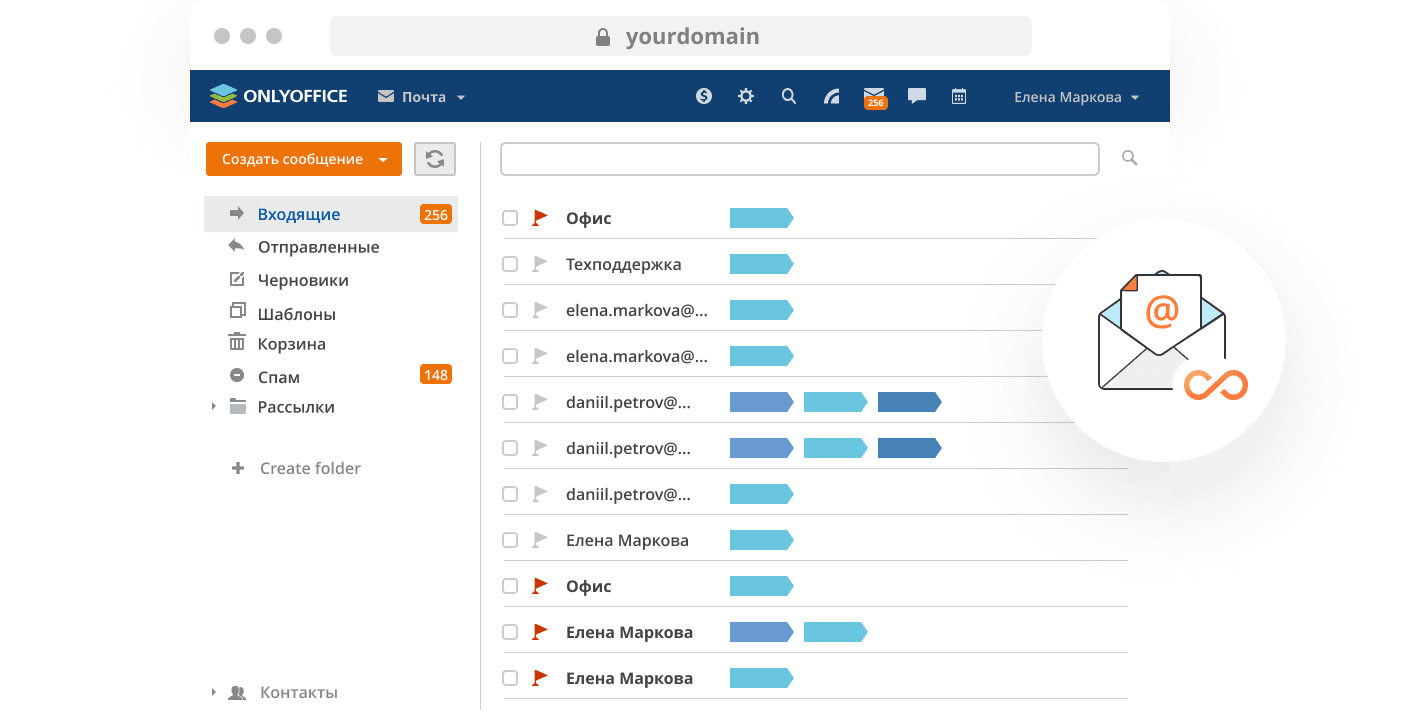 yourdomain
ONLYOFFICE Почта 256 Елена Маркова
Создать сообщение
Входящие 256
Отправленные
Черновики
Шаблоны
Корзина
Спам 148
Рассылки
Create folder
Контакты
Офис
Техподдержка
elena.markova@...
elena.markova@...
daniil.petrov@...
daniil.petrov@...
daniil.petrov@...
Елена Маркова
Офис
Елена Маркова
Елена Маркова
@